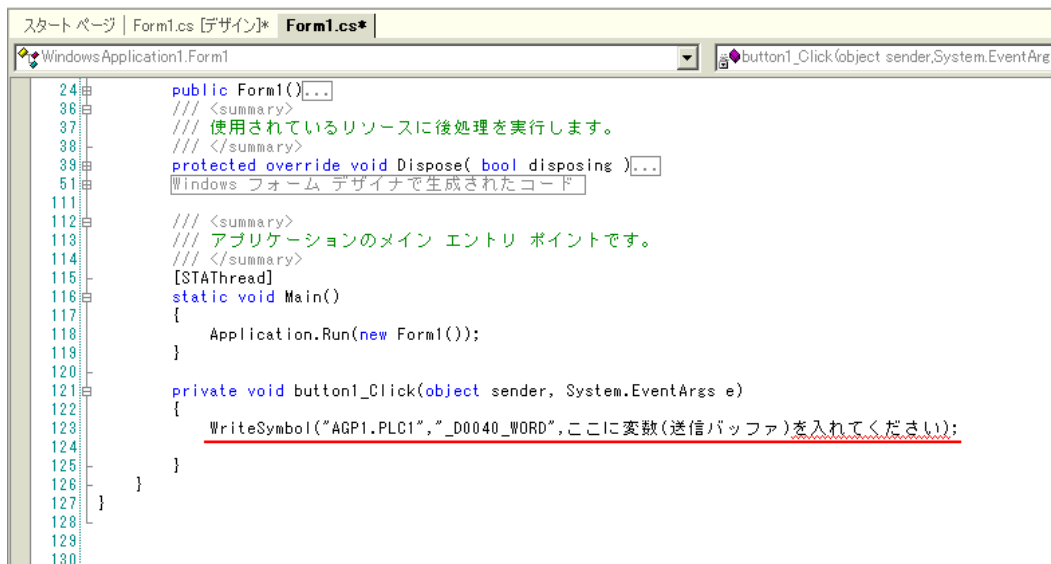 スタート ページ Form1.cs [デザイン]* Form1.cs*
WindowsApplication1.Form1 button1_Click(object sender,System.EventArg
24 public Form1()...
36 /// <summary>
37 /// 使用されているリソースに後処理を実行します。
38 /// </summary>
39 protected override void Dispose( bool disposing )...
51 Windows フォーム デザイナで生成されたコード
111
112 /// <summary>
113 /// アプリケーションのメイン エントリ ポイントです。
114 /// </summary>
115 [STAThread]
116 static void Main()
117 {
118 Application.Run(new Form1());
119 }
120
121 private void button1_Click(object sender, System.EventArgs e)
122 {
123 WriteSymbol("AGP1.PLC1","_D0040_WORD",ここに変数(送信バッファ)を入れてください);
124
125 }
126 }
127 }
128
129
130